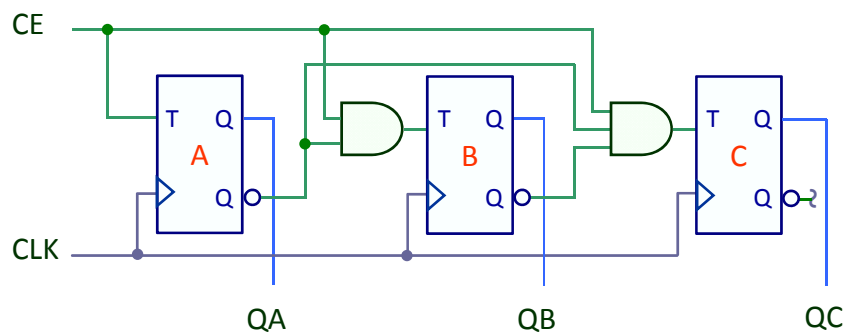 CE
T Q T Q T Q
A B C
Q Q Q
CLK
QA QB QC